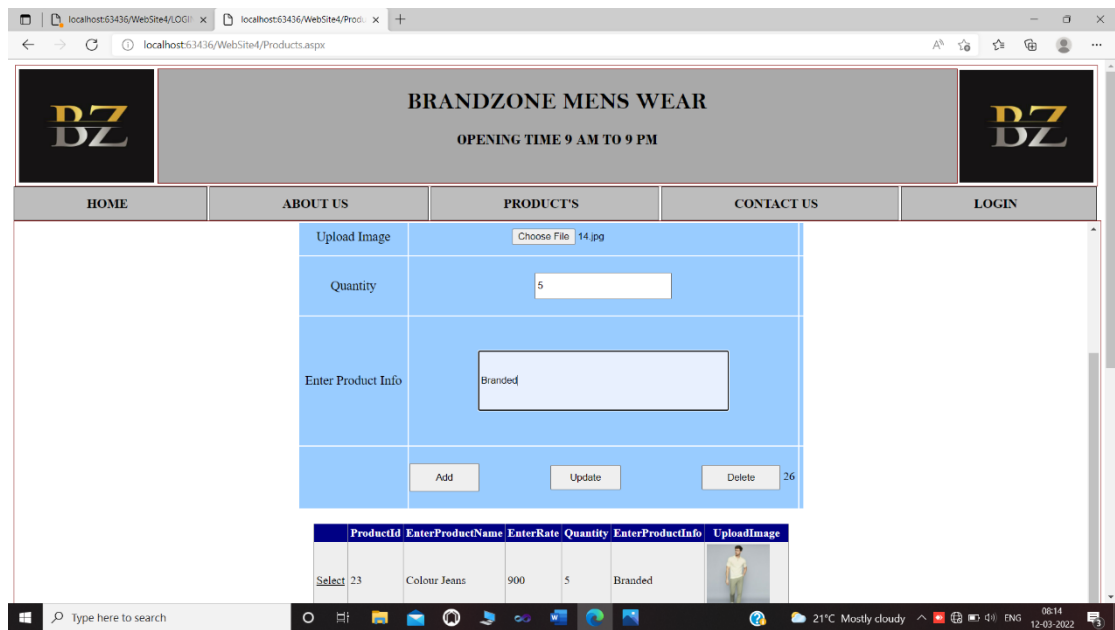 localhost:63436/WebSite4/LOGI
localhost:63436/WebSite4/Produ
localhost:63436/WebSite4/Products.aspx
BZ
BRANDZONE MENS WEAR
OPENING TIME 9 AM TO 9 PM
BZ
HOME ABOUT US PRODUCT'S CONTACT US LOGIN
Upload Image Choose File 14.jpg
Quantity 5
Enter Product Info Branded
Add Update Delete 26
ProductId EnterProductName EnterRate Quantity EnterProductInfo UploadImage
Select 23 Colour Jeans 900 5 Branded
Type here to search 21°C Mostly cloudy ENG 08:14
12-03-2022